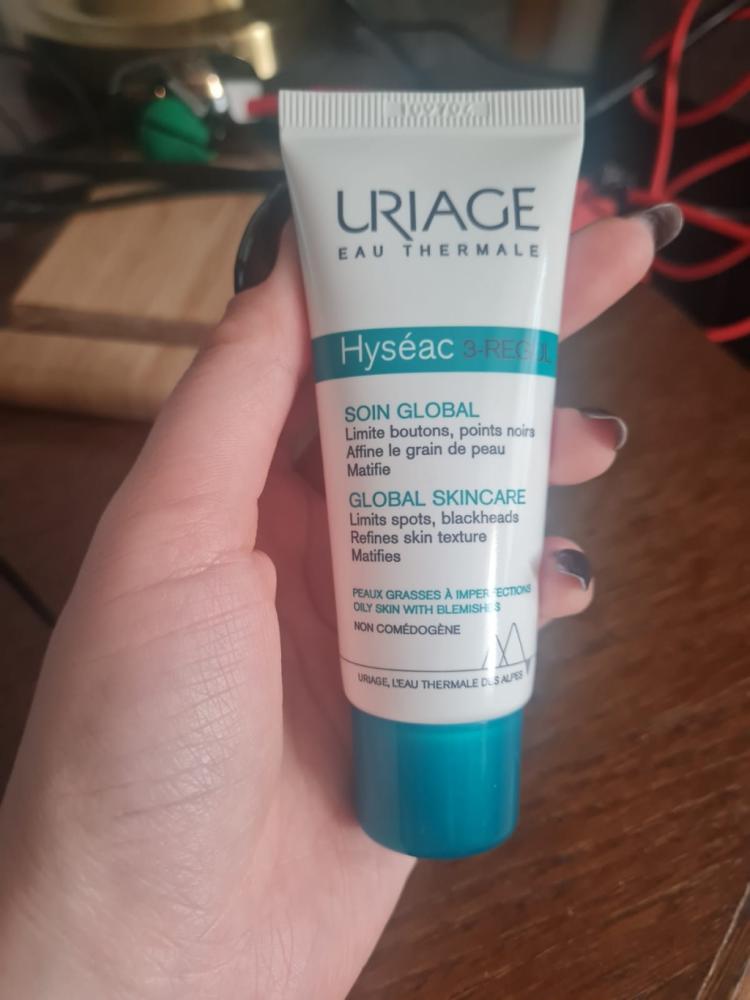 URIAGE
EAU THERMALE
Hyséac 3-REGUL
SOIN GLOBAL
Limite boutons, points noirs
Affine le grain de peau
Matifie
GLOBAL SKINCARE
Limits spots, blackheads
Refines skin texture
Matifies
PEAUX GRASSES À IMPERFECTIONS
OILY SKIN WITH BLEMISHES
NON COMÉDOGÈNE
URIAGE, L'EAU THERMALE DES ALPES